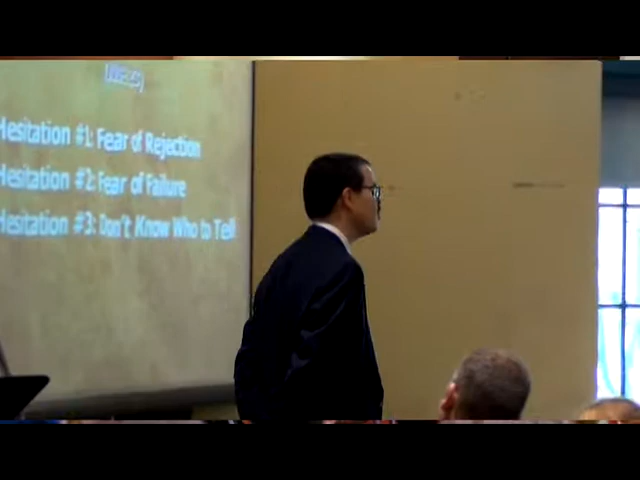 Hesitation #1: Fear of Rejection
Hesitation #2: Fear of Failure
Hesitation #3: Don't Know Who to Tell